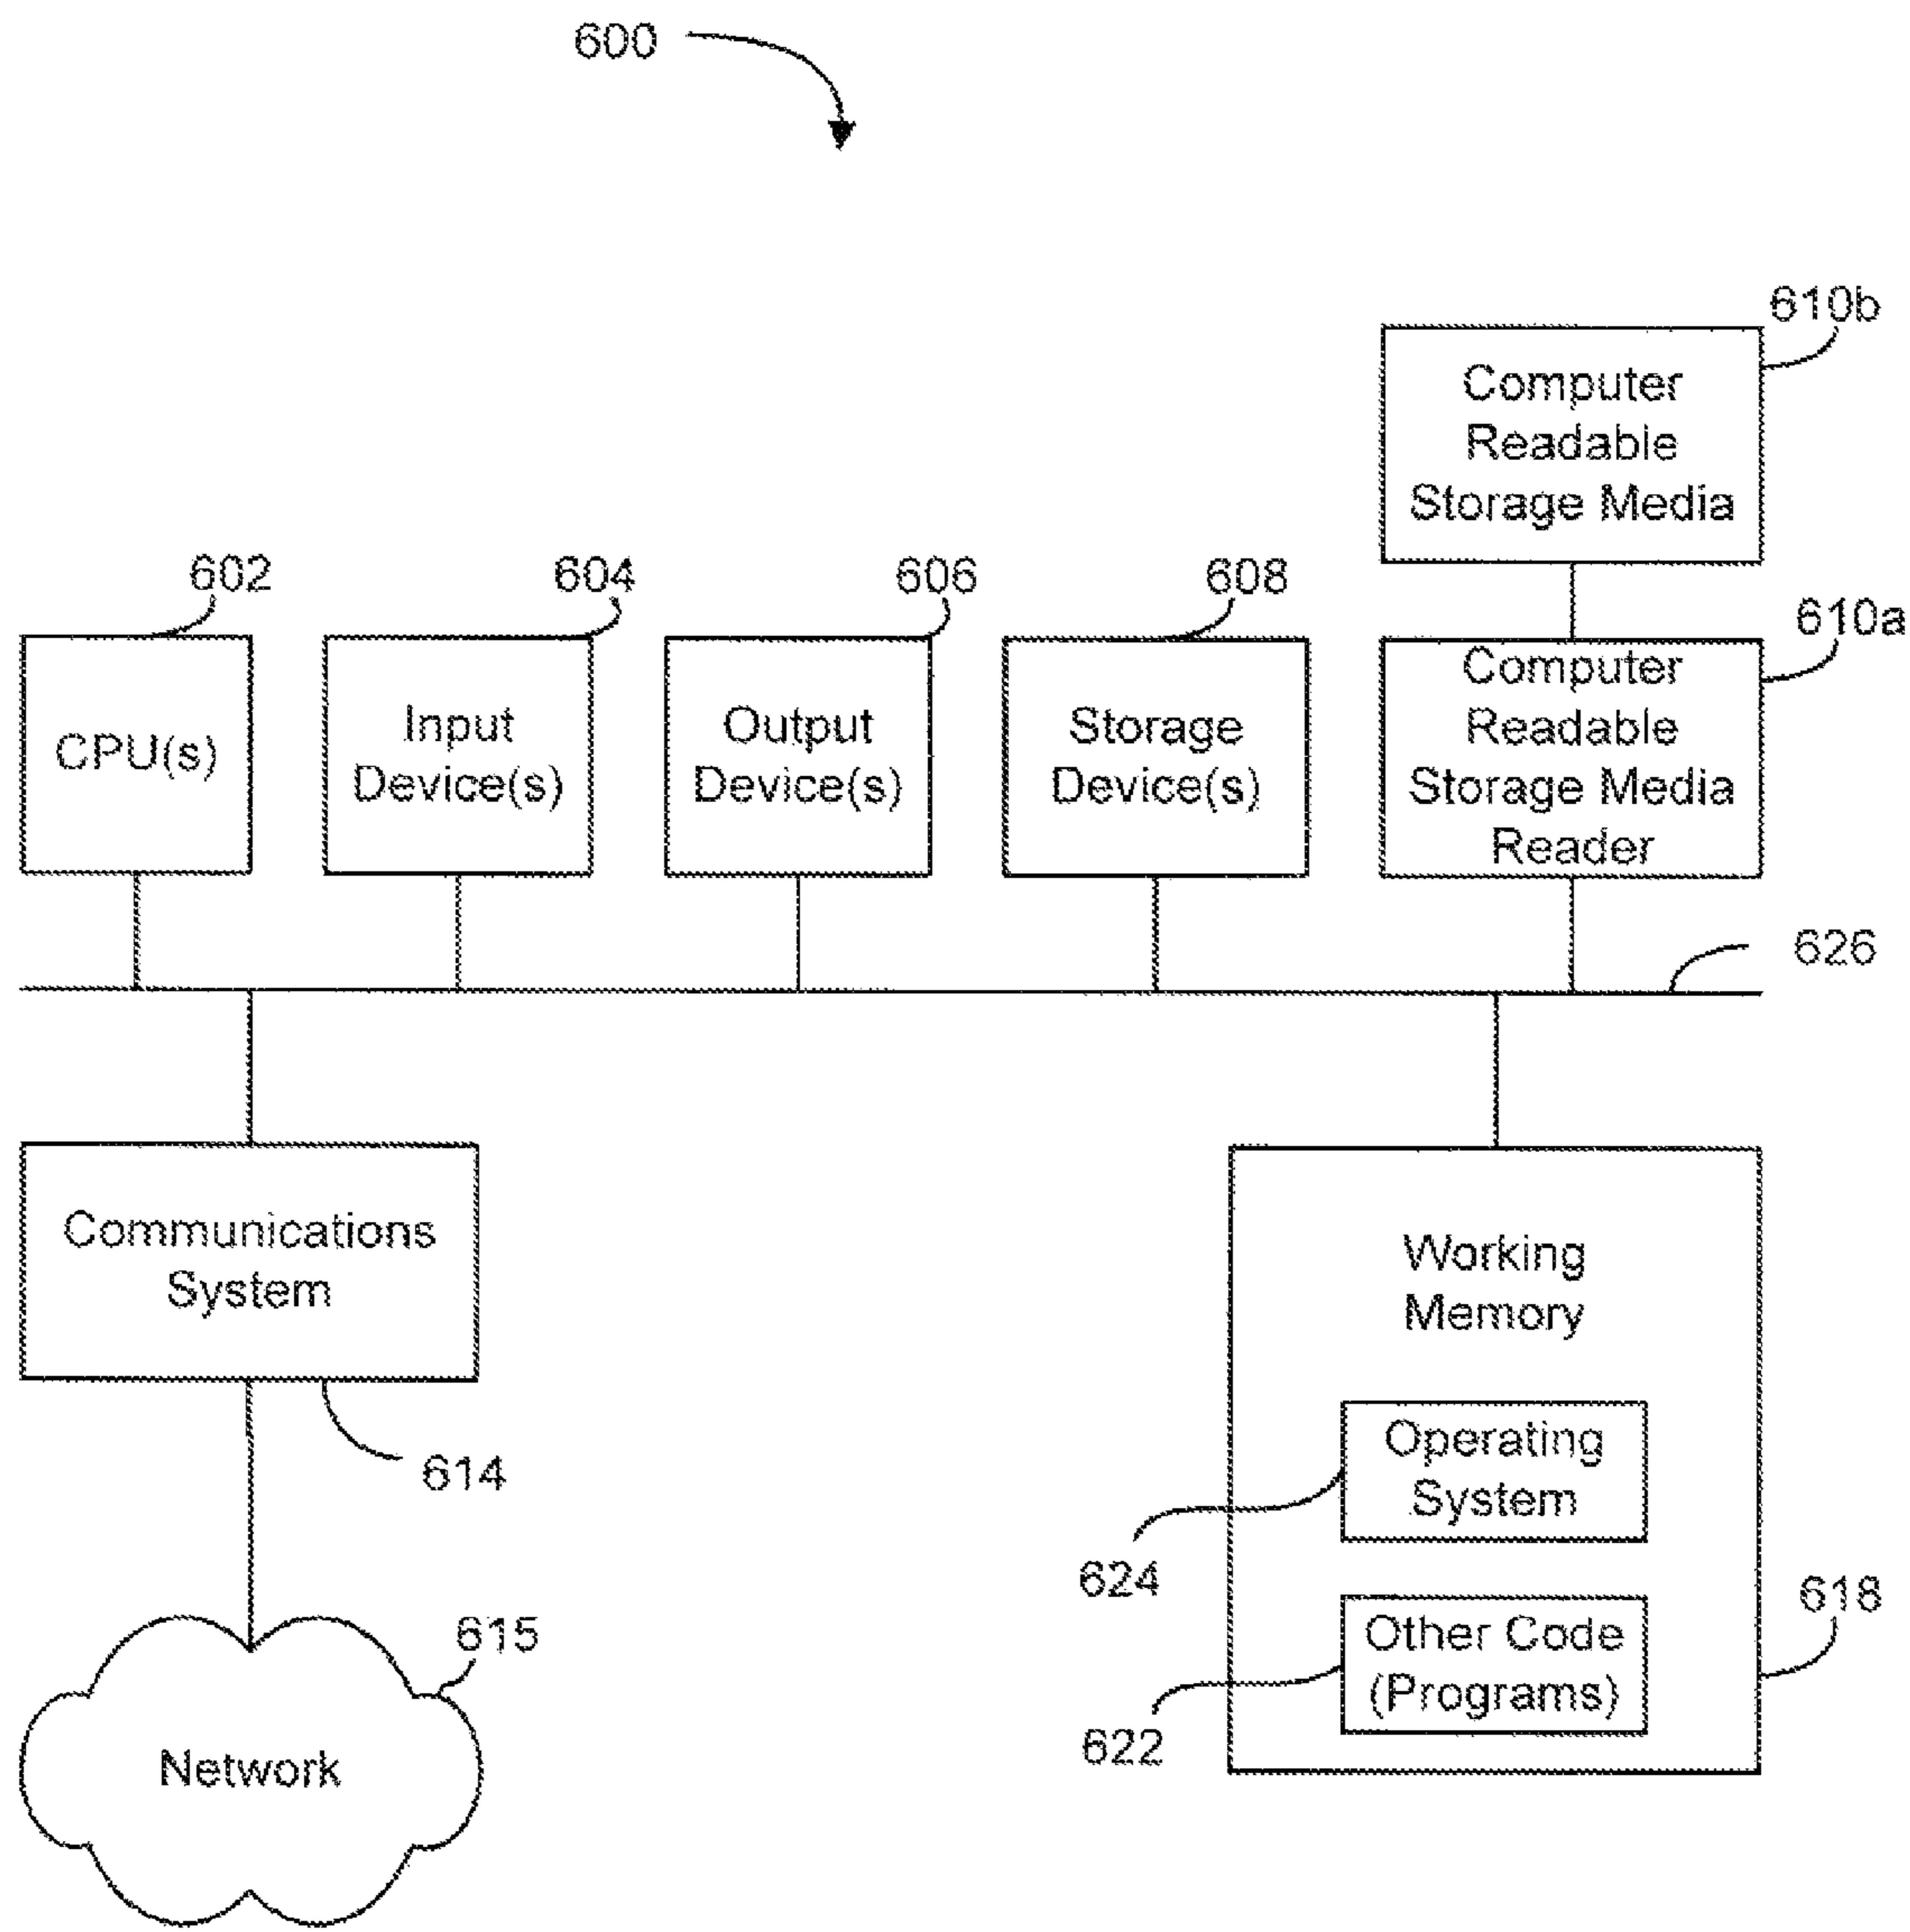 600
610b
Computer
Readable
Storage Media
602
604
606
608
610a
CPU(s)
Input
Device(s)
Output
Device(s)
Storage
Device(s)
Computer
Readable
Storage Media
Reader
626
Communications
System
614
Working
Memory
Operating
System
624
Other Code
(Programs)
622
618
615
Network